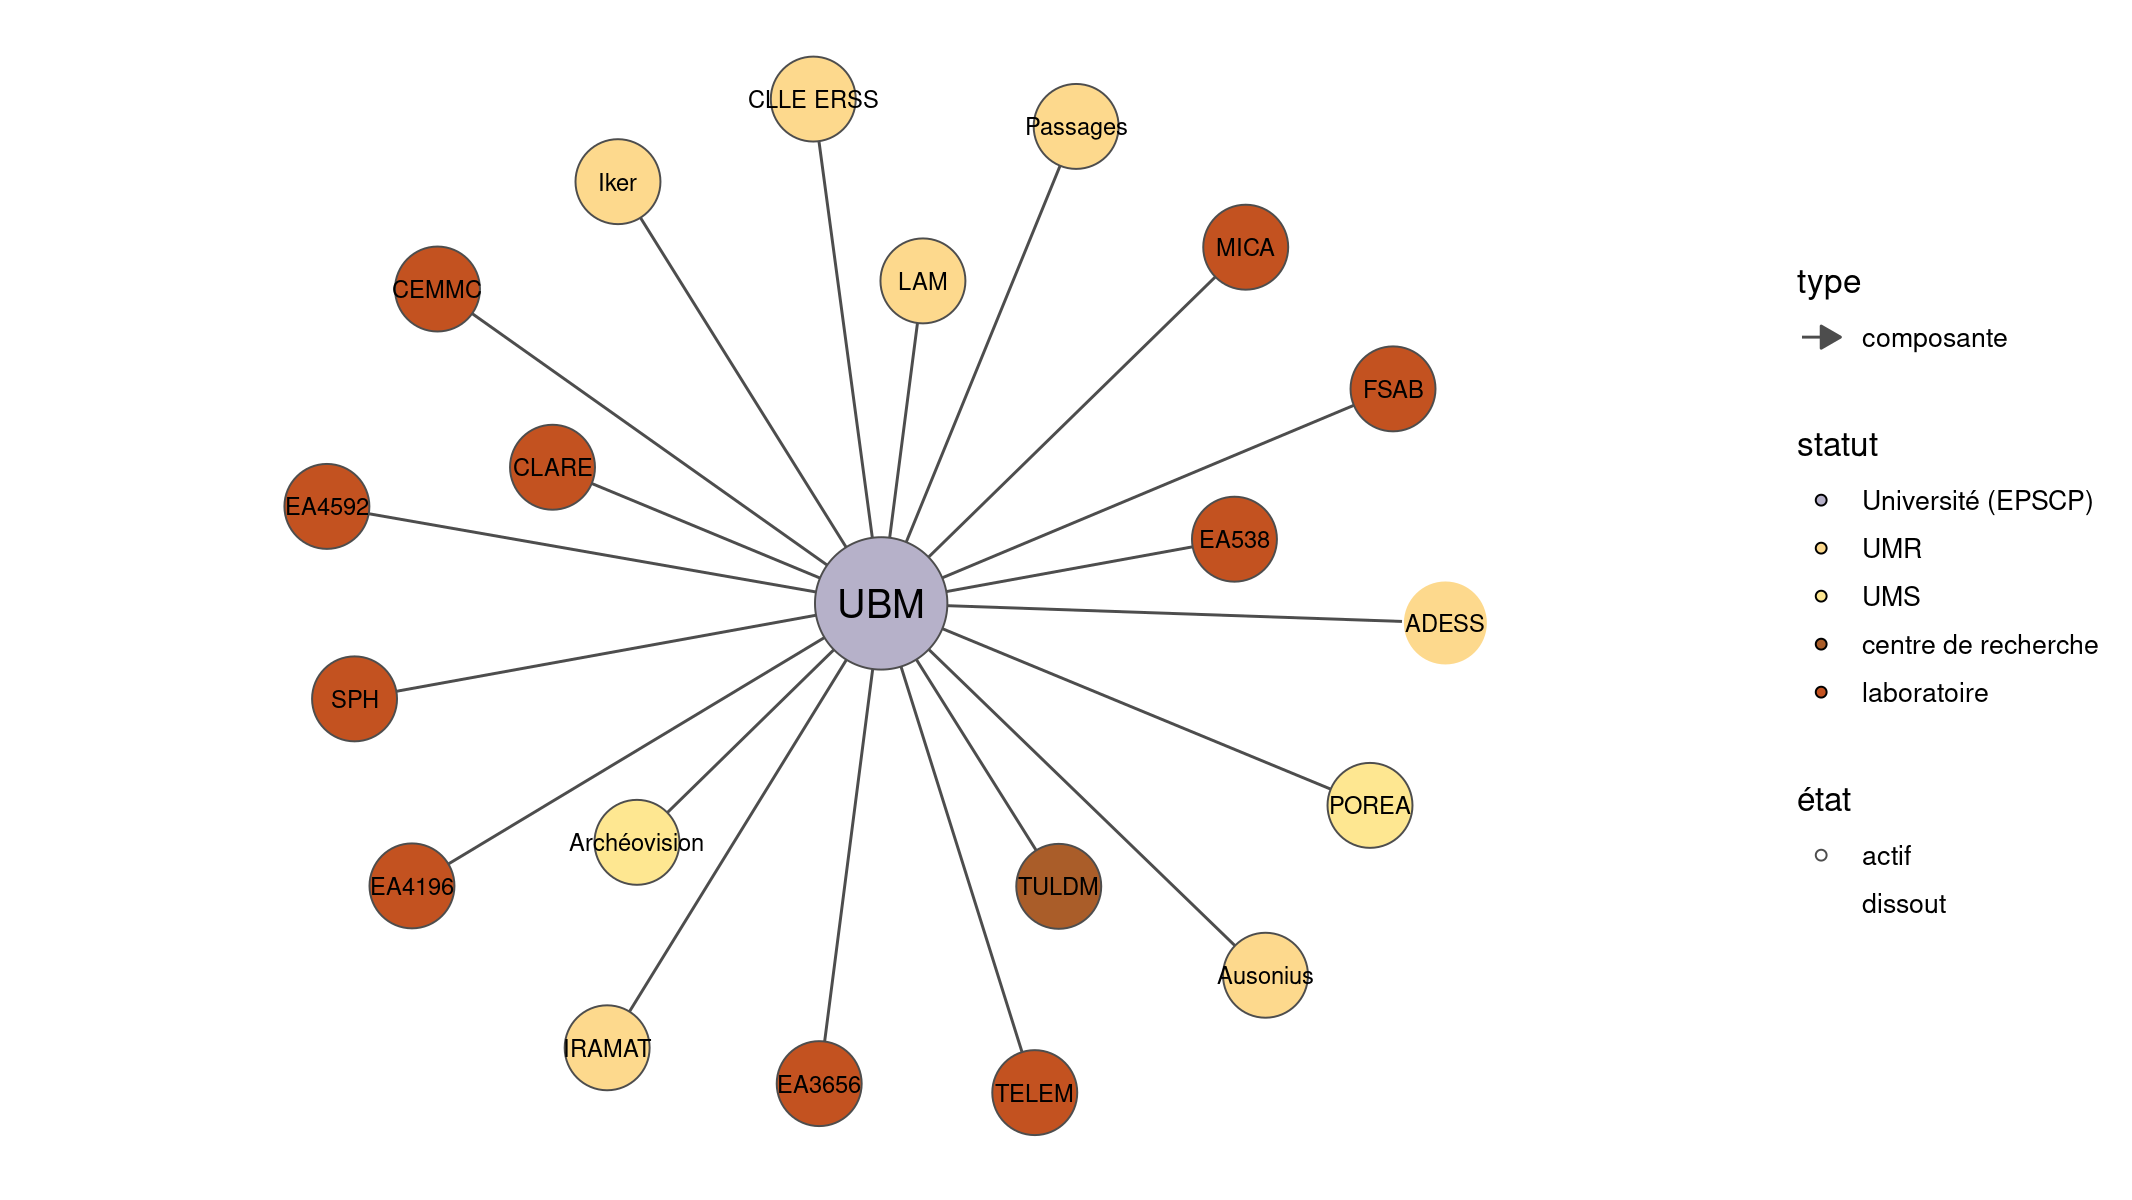 CLLE ERSS
Passages
Iker
MICA
LAM
CEMMC
FSAB
CLARE
EA4592
EA538
UBM
ADESS
SPH
POREA
Archéovision
EA4196
TULDM
Ausonius
IRAMAT
EA3656
TELEM
type
composante
statut
Université (EPSCP)
UMR
UMS
centre de recherche
laboratoire
état
actif
dissout